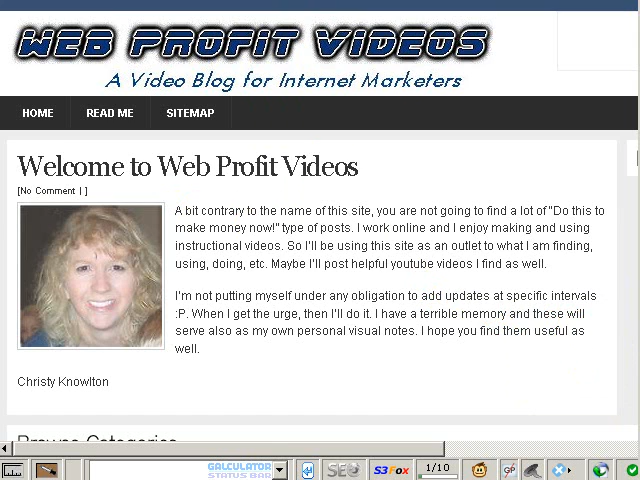 WEB PROFIT VIDEOS
A Video Blog for Internet Marketers
HOME READ ME SITEMAP
Welcome to Web Profit Videos
[No Comment | ]
A bit contrary to the name of this site, you are not going to find a lot of "Do this to
make money now!" type of posts. I work online and I enjoy making and using
instructional videos. So I'll be using this site as an outlet to what I am finding,
using, doing, etc. Maybe I'll post helpful youtube videos I find as well.
I'm not putting myself under any obligation to add updates at specific intervals
:P. When I get the urge, then I'll do it. I have a terrible memory and these will
serve also as my own personal visual notes. I hope you find them useful as
well.
Christy Knowlton
Browse Categories
GALCULATOR
STATUS BAR
SEO S3Fox 1/10 GP